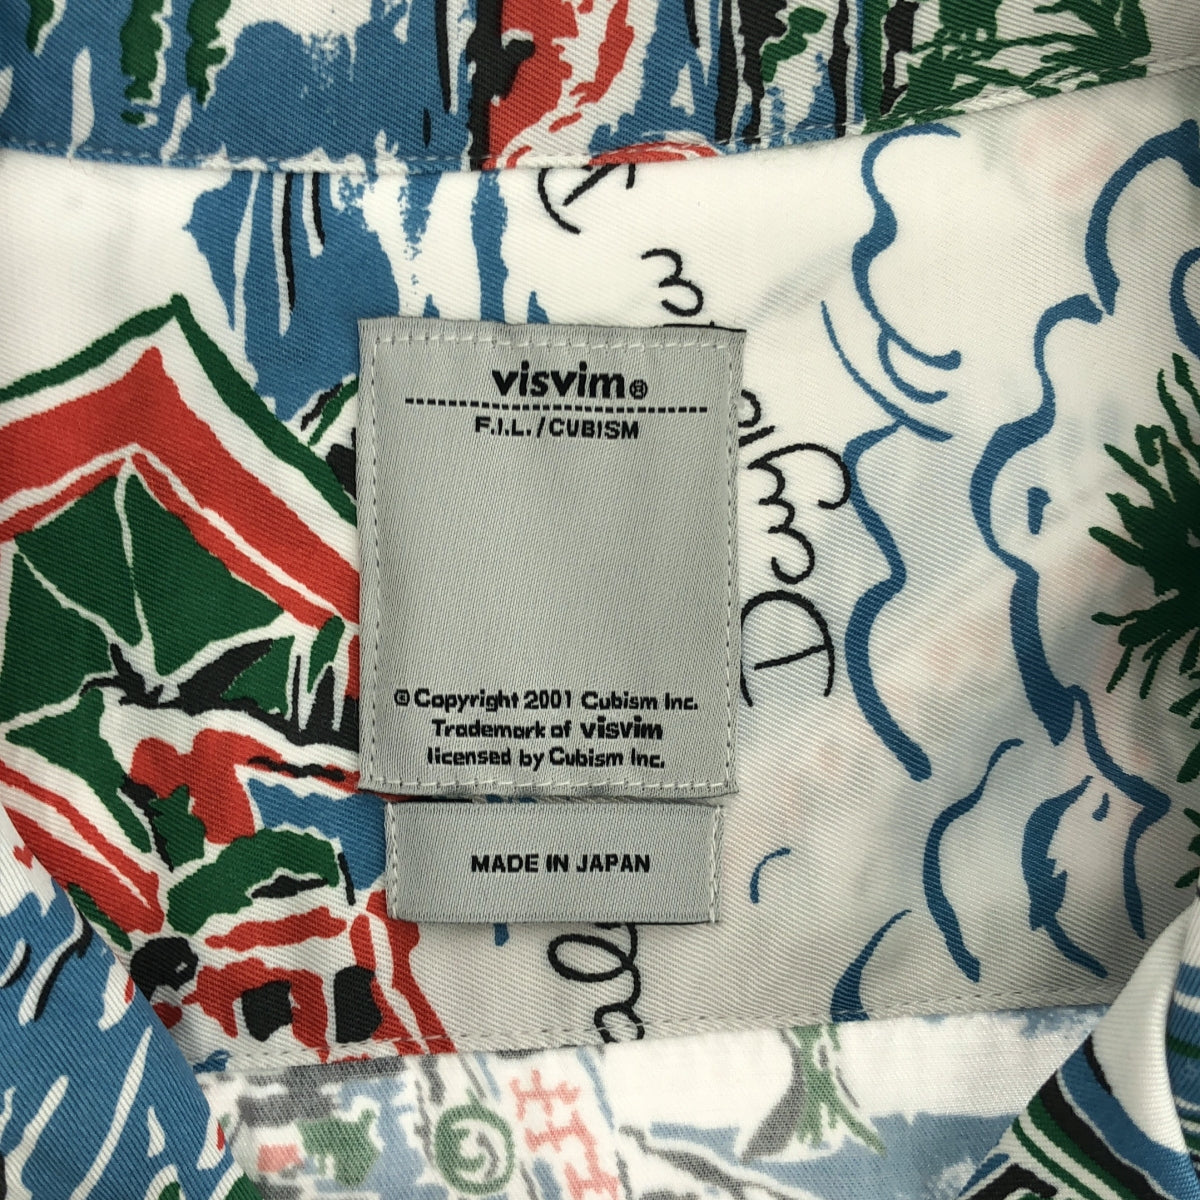 visvim®
F.I.L./CUBISM
© Copyright 2001 Cubism Inc.
Trademark of visvim
licensed by Cubism Inc.
MADE IN JAPAN